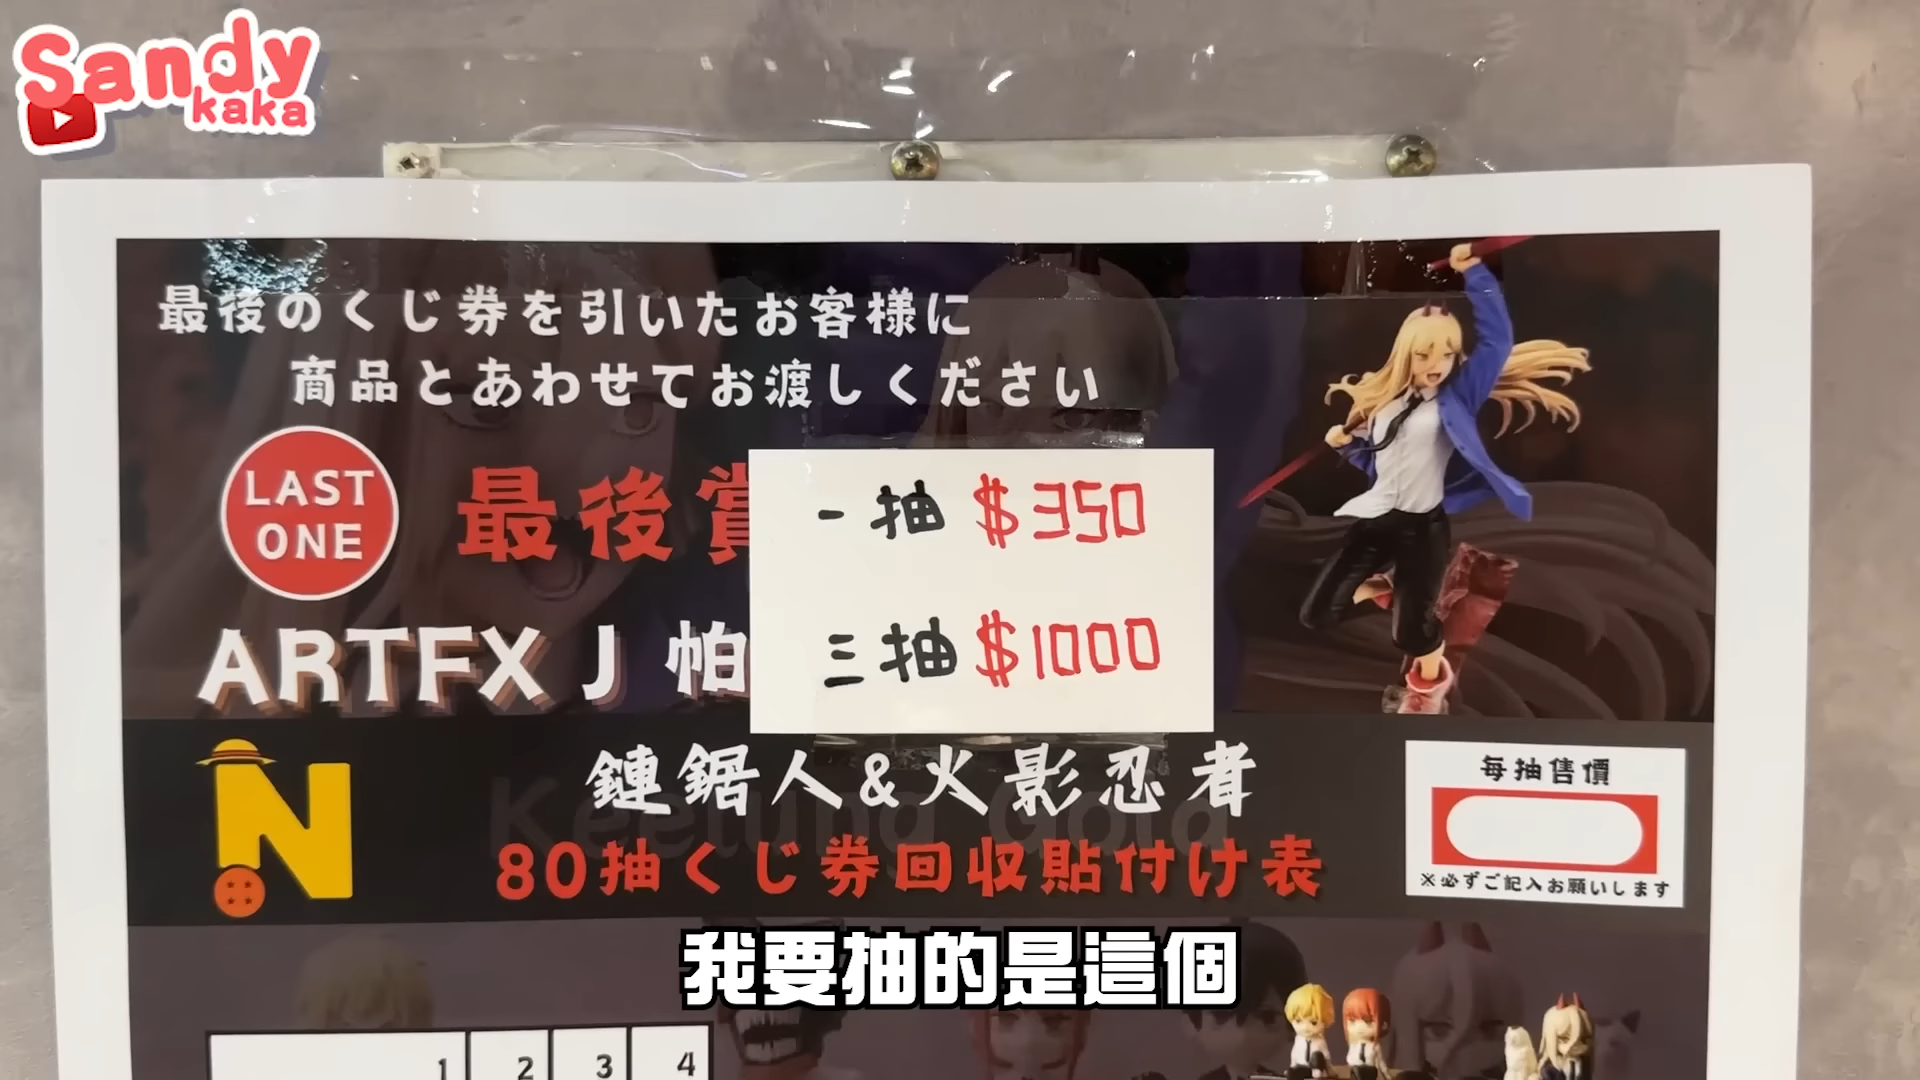 Sandy
kaka
最後のくじ券を引いたお客様に
商品とあわせてお渡しください
LAST
ONE
最後賞
一抽 $350
三抽 $1000
ARTFX J 帕
N
鏈鋸人&火影忍者
Keelung Gold
80抽くじ券回収貼付け表
每抽售價
※必ずご記入お願いします
我要抽的是這個
1 2 3 4